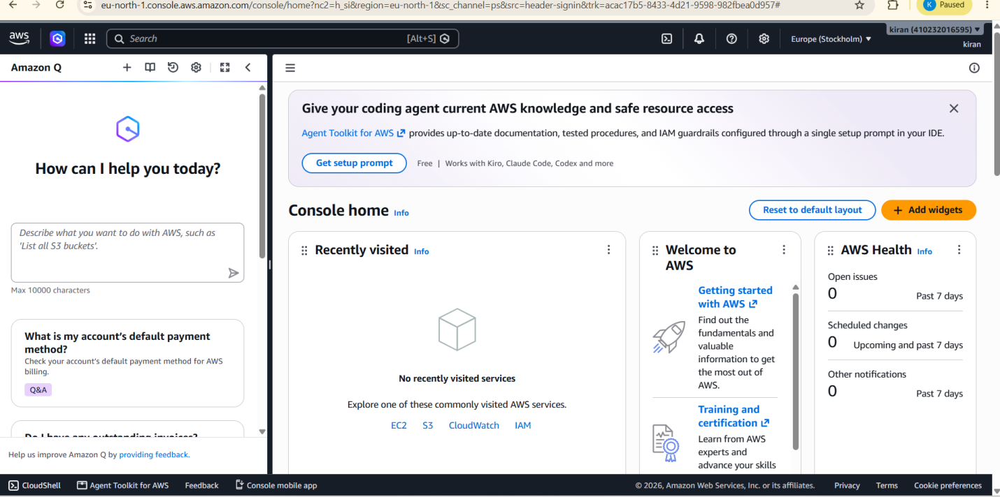 eu-north-1.console.aws.amazon.com/console/home?nc2=h_si&region=eu-north-1&sc_channel=ps&src=header-signin&trk=acac17b5-8433-4d21-9598-982fbea0d957#
K Paused
aws
Search [Alt+S]
Europe (Stockholm) ▼
kiran (410232016595) ▼
kiran
Amazon Q
How can I help you today?
Describe what you want to do with AWS, such as
'List all S3 buckets'.
Max 10000 characters
What is my account's default payment
method?
Check your account's default payment method for AWS
billing.
Q&A
Do I have any outstanding invoices?
Help us improve Amazon Q by providing feedback.
Give your coding agent current AWS knowledge and safe resource access
Agent Toolkit for AWS provides up-to-date documentation, tested procedures, and IAM guardrails configured through a single setup prompt in your IDE.
Get setup prompt
Free | Works with Kiro, Claude Code, Codex and more
Console home Info
Reset to default layout
+ Add widgets
Recently visited Info
No recently visited services
Explore one of these commonly visited AWS services.
EC2 S3 CloudWatch IAM
Welcome to
AWS
Getting started
with AWS
Find out the
fundamentals and
valuable
information to get
the most out of
AWS.
Training and
certification
Learn from AWS
experts and
advance your skills
AWS Health Info
Open issues
0 Past 7 days
Scheduled changes
0 Upcoming and past 7 days
Other notifications
0 Past 7 days
CloudShell Agent Toolkit for AWS Feedback Console mobile app
© 2026, Amazon Web Services, Inc. or its affiliates. Privacy Terms Cookie preferences